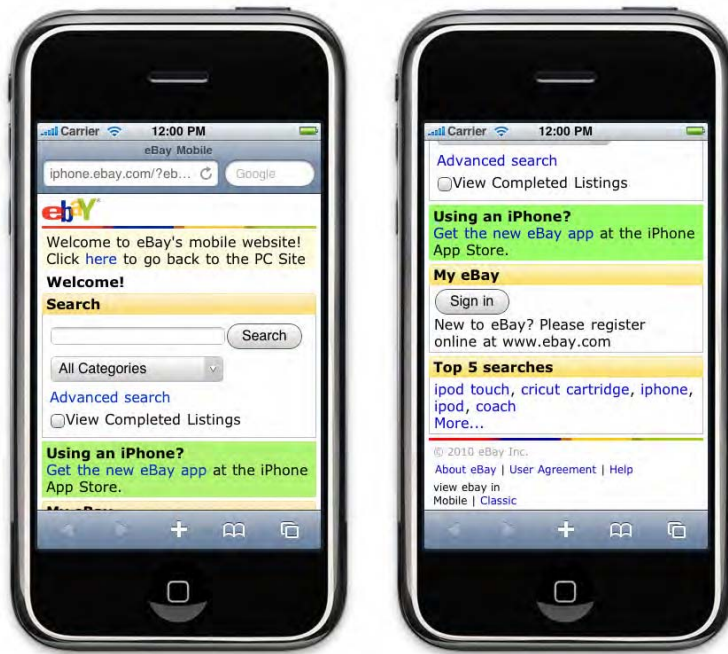 Carrier 12:00 PM
eBay Mobile
iphone.ebay.com/?eb... Google
ebY
Welcome to eBay's mobile website!
Click here to go back to the PC Site
Welcome!
Search
Search
All Categories
Advanced search
View Completed Listings
Using an iPhone?
Get the new eBay app at the iPhone
App Store.
My eBay
Carrier 12:00 PM
Advanced search
View Completed Listings
Using an iPhone?
Get the new eBay app at the iPhone
App Store.
My eBay
Sign in
New to eBay? Please register
online at www.ebay.com
Top 5 searches
ipod touch, cricut cartridge, iphone,
ipod, coach
More...
© 2010 eBay Inc.
About eBay | User Agreement | Help
view ebay in
Mobile | Classic